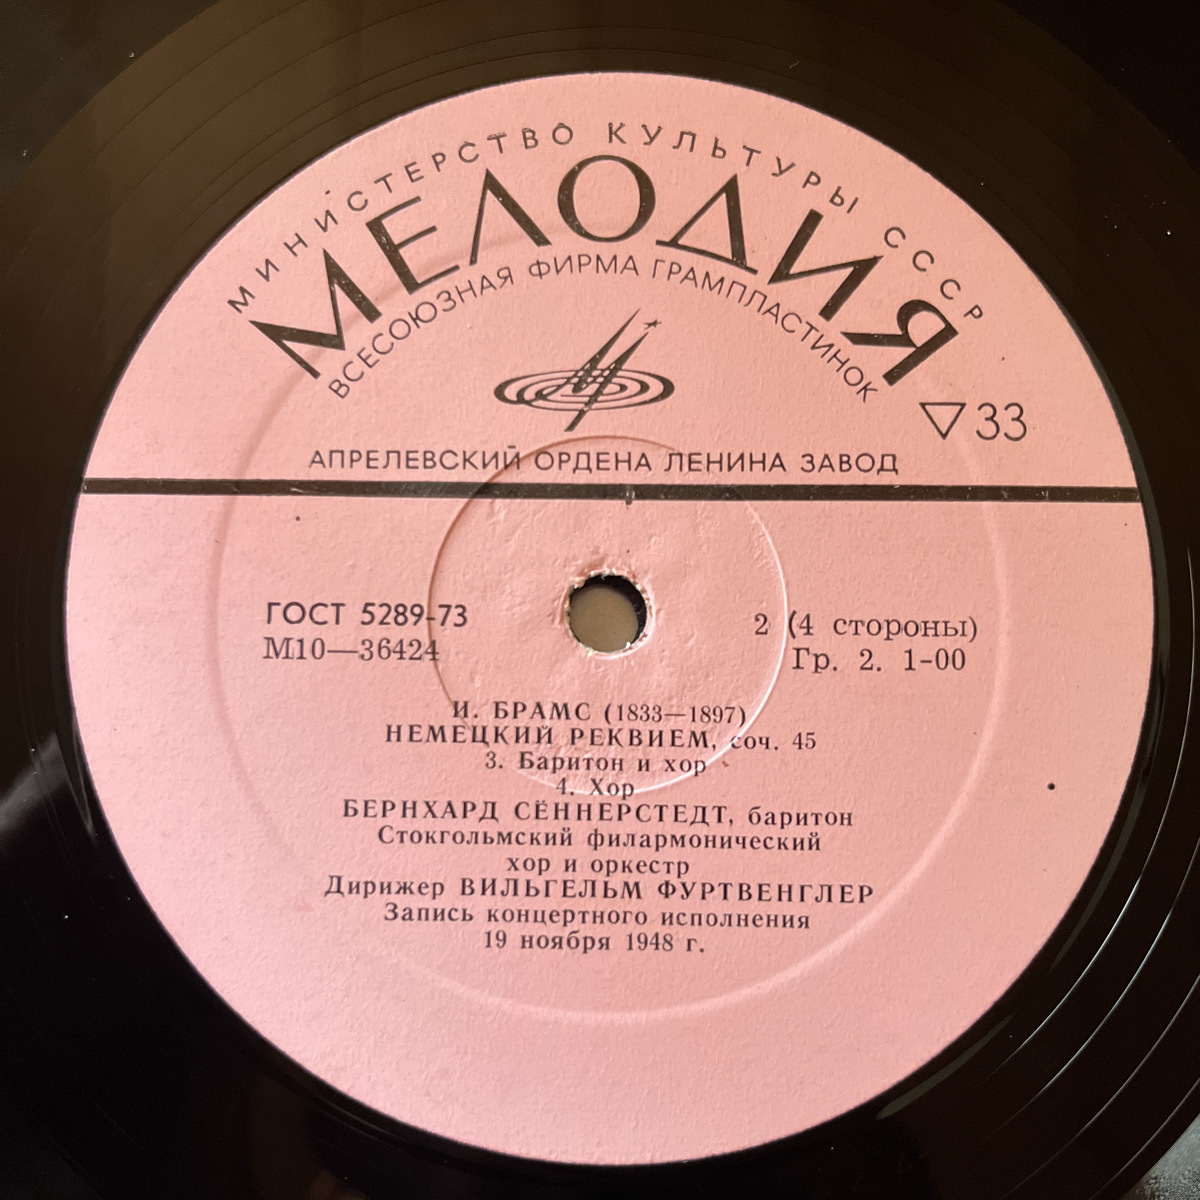 МИНИСТЕРСТВО КУЛЬТУРЫ СССР
МЕЛОДИЯ
ВСЕСОЮЗНАЯ ФИРМА ГРАМПЛАСТИНОК
▽33
АПРЕЛЕВСКИЙ ОРДЕНА ЛЕНИНА ЗАВОД
ГОСТ 5289-73
М10—36424
2 (4 стороны)
Гр. 2. 1-00
И. БРАМС (1833—1897)
НЕМЕЦКИЙ РЕКВИЕМ, соч. 45
3. Баритон и хор
4. Хор
БЕРНХАРД СЁННЕРСТЕДТ, баритон
Стокгольмский филармонический
хор и оркестр
Дирижер ВИЛЬГЕЛЬМ ФУРТВЕНГЛЕР
Запись концертного исполнения
19 ноября 1948 г.